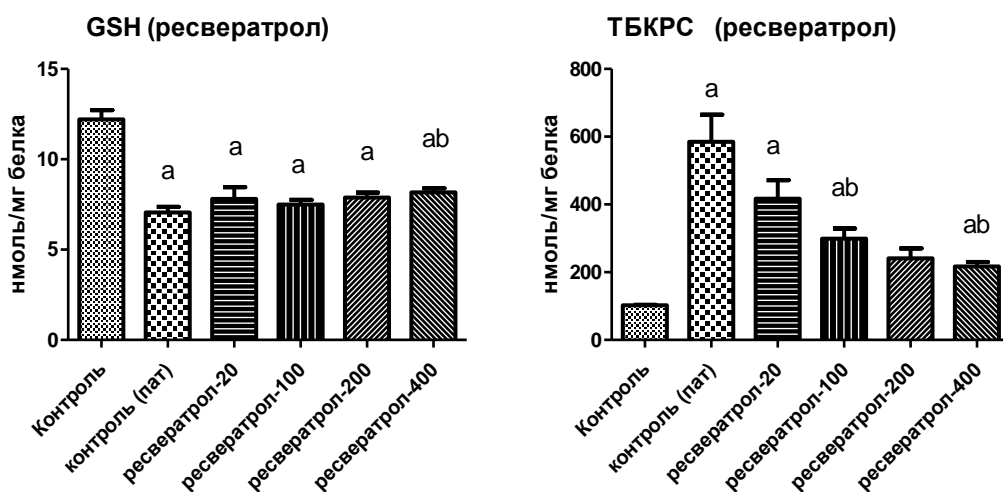 GSH (ресвератрол)
нмоль/мг белка
15
10
5
0
a
a
a
a
ab
Контроль
контроль (пат)
ресвератрол-20
ресвератрол-100
ресвератрол-200
ресвератрол-400
ТБКРС (ресвератрол)
нмоль/мг белка
800
600
400
200
0
a
a
ab
ab
Контроль
контроль (пат)
ресвератрол-20
ресвератрол-100
ресвератрол-200
ресвератрол-400